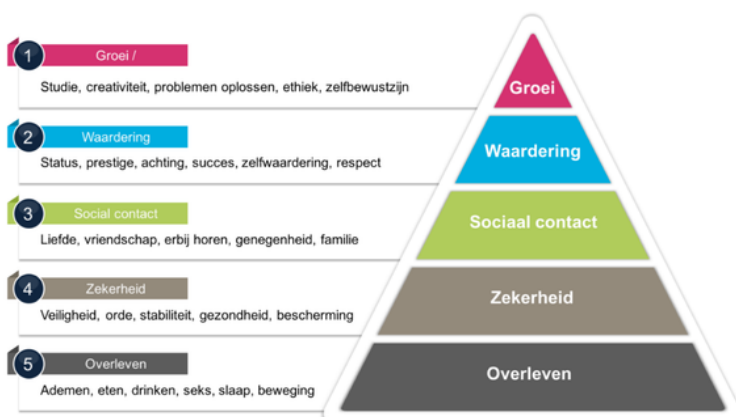 1
Groei /
Studie, creativiteit, problemen oplossen, ethiek, zelfbewustzijn
2
Waardering
Status, prestige, achting, succes, zelfwaardering, respect
3
Social contact
Liefde, vriendschap, erbij horen, genegenheid, familie
4
Zekerheid
Veiligheid, orde, stabiliteit, gezondheid, bescherming
5
Overleven
Ademen, eten, drinken, seks, slaap, beweging
Groei
Waardering
Sociaal contact
Zekerheid
Overleven